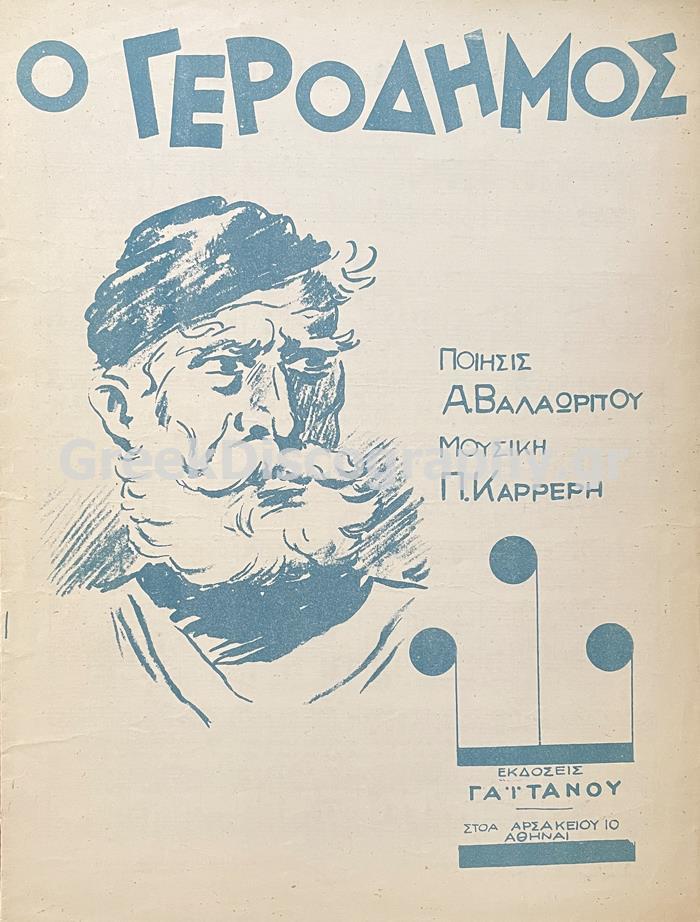 Ο ΓΕΡΟΔΗΜΟΣ
ΠΟΙΗΣΙΣ
Α.ΒΑΛΑΩΡΙΤΟΥ
ΜΟΥΣΙΚΗ
Π.ΚΑΡΡΕΡΗ
GreekDiscography.gr
ΕΚΔΟΣΕΙΣ
ΓΑΪΤΑΝΟΥ
ΣΤΟΑ ΑΡΣΑΚΕΙΟΥ 10
ΑΘΗΝΑΙ